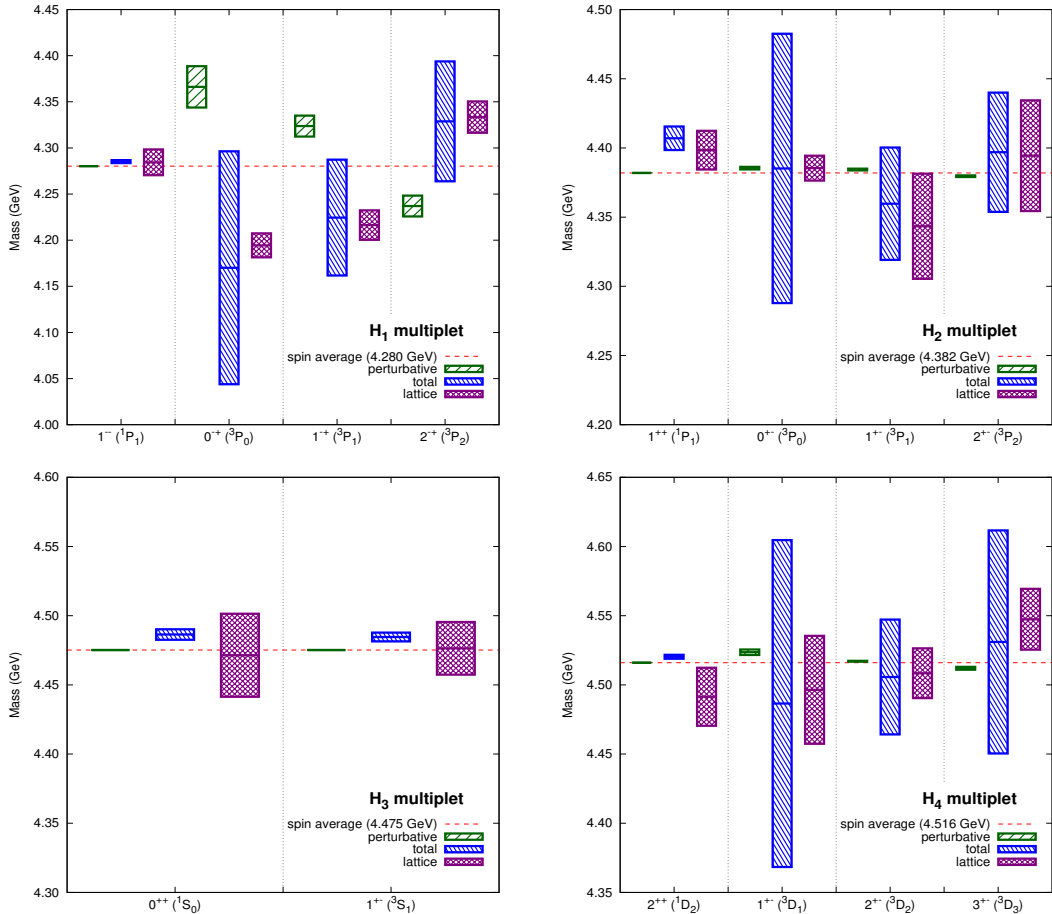 4.45
4.40
4.35
4.30
4.25
4.20
4.15
4.10
4.05
4.00
Mass (GeV)
H₁ multiplet
spin average (4.280 GeV)
perturbative
total
lattice
1⁻⁻ (¹P₁)
0⁻⁺ (³P₀)
1⁻⁺ (³P₁)
2⁻⁺ (³P₂)
4.50
4.45
4.40
4.35
4.30
4.25
4.20
Mass (GeV)
H₂ multiplet
spin average (4.382 GeV)
perturbative
total
lattice
1⁺⁺ (¹P₁)
0⁺⁻ (³P₀)
1⁺⁻ (³P₁)
2⁺⁻ (³P₂)
4.60
4.55
4.50
4.45
4.40
4.35
4.30
Mass (GeV)
H₃ multiplet
spin average (4.475 GeV)
perturbative
total
lattice
0⁺⁺ (¹S₀)
1⁺⁻ (³S₁)
4.65
4.60
4.55
4.50
4.45
4.40
4.35
Mass (GeV)
H₄ multiplet
spin average (4.516 GeV)
perturbative
total
lattice
2⁺⁺ (¹D₂)
1⁺⁻ (³D₁)
2⁺⁻ (³D₂)
3⁺⁻ (³D₃)